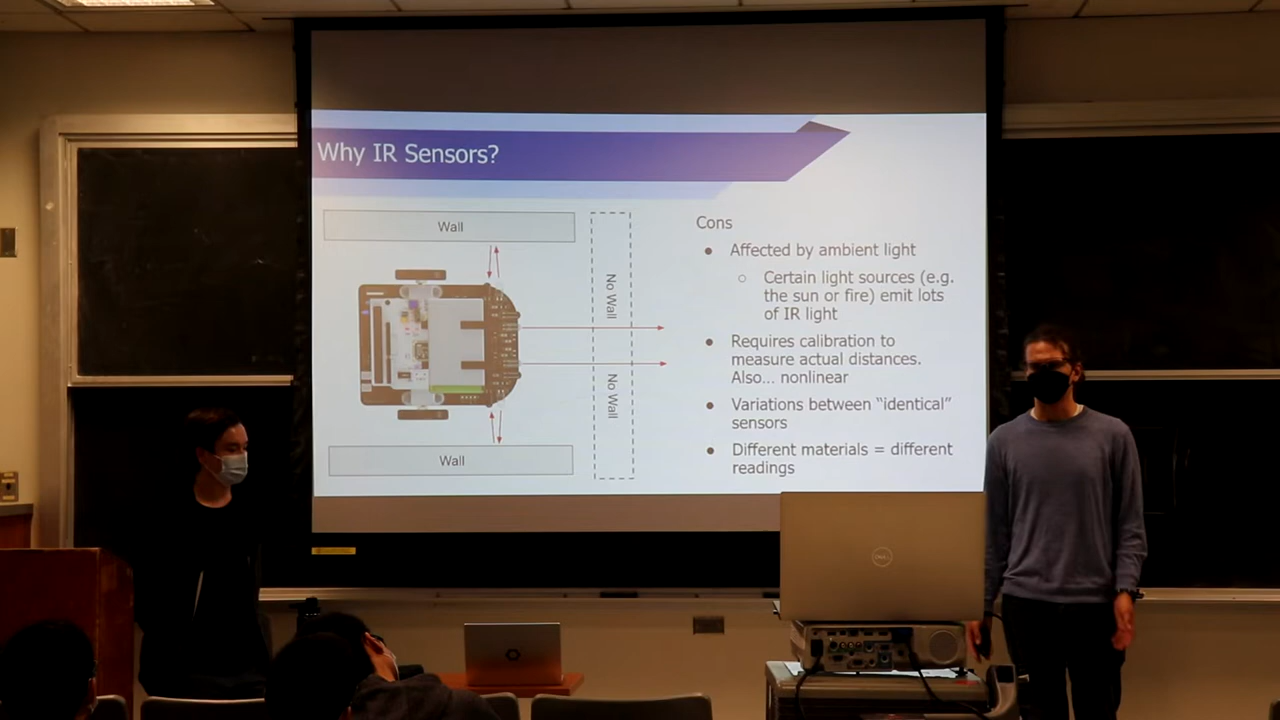 Why IR Sensors?
Wall
No Wall
No Wall
Wall
Cons
Affected by ambient light
Certain light sources (e.g.
the sun or fire) emit lots
of IR light
Requires calibration to
measure actual distances.
Also... nonlinear
Variations between “identical”
sensors
Different materials = different
readings
DELL